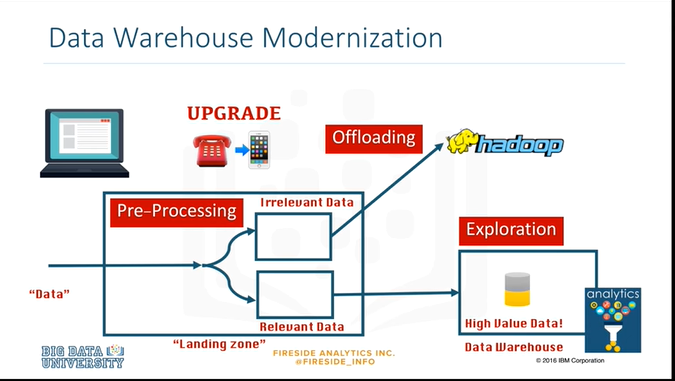 Data Warehouse Modernization
UPGRADE
Offloading
hadoop
Irrelevant Data
Pre-Processing
Exploration
"Data"
analytics
High Value Data!
Relevant Data
"Landing zone"
Data Warehouse
BIG DATA
UNIVERSITY
FIRESIDE ANALYTICS INC.
@FIRESIDE_INFO
© 2016 IBM Corporation